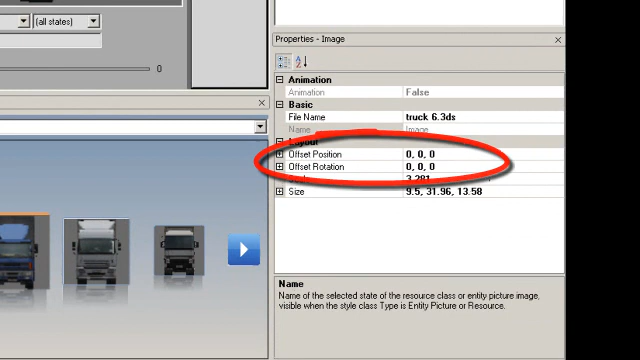 (all states)
0
Properties - Image
Animation
Animation False
Basic
File Name truck 6.3ds
Name Image
Layout
Offset Position 0, 0, 0
Offset Rotation 0, 0, 0
Scale 3.281
Size 9.5, 31.96, 13.58
Name
Name of the selected state of the resource class or entity picture image,
visible when the style class Type is Entity Picture or Resource.